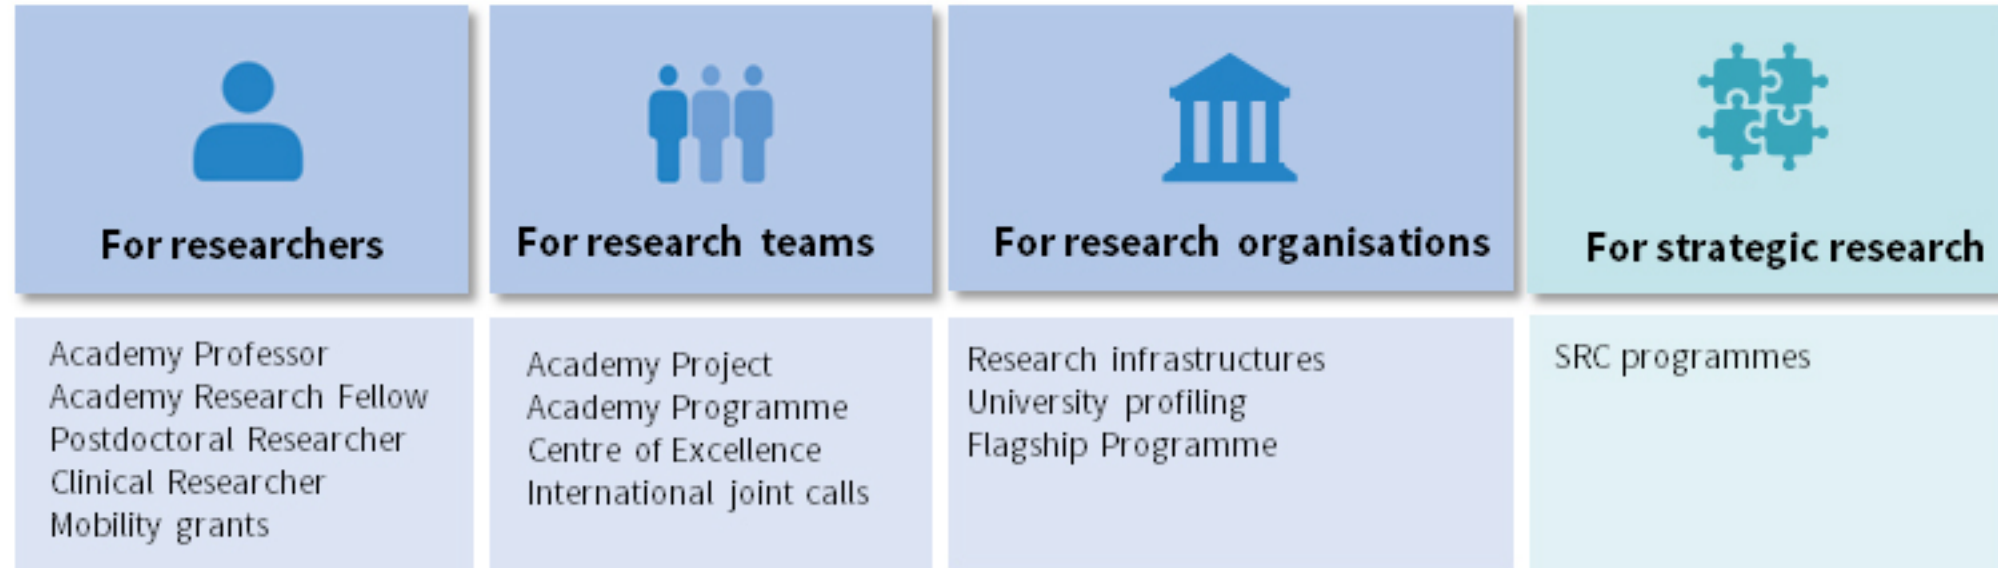 For researchers
Academy Professor
Academy Research Fellow
Postdoctoral Researcher
Clinical Researcher
Mobility grants
For research teams
Academy Project
Academy Programme
Centre of Excellence
International joint calls
For research organisations
Research infrastructures
University profiling
Flagship Programme
For strategic research
SRC programmes